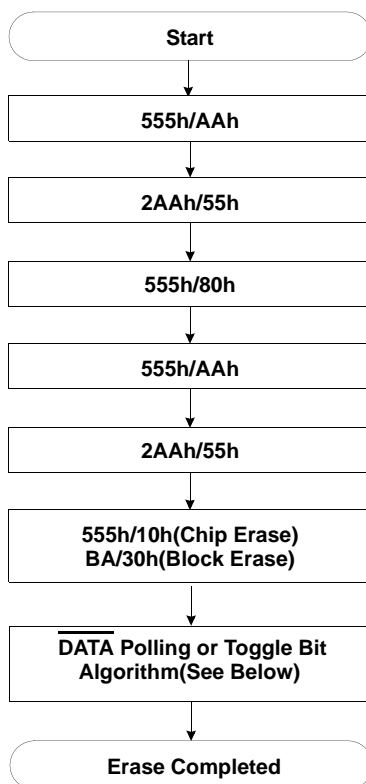 Start
555h/AAh
2AAh/55h
555h/80h
555h/AAh
2AAh/55h
555h/10h(Chip Erase)
BA/30h(Block Erase)
D̅A̅T̅A̅ Polling or Toggle Bit
Algorithm(See Below)
Erase Completed